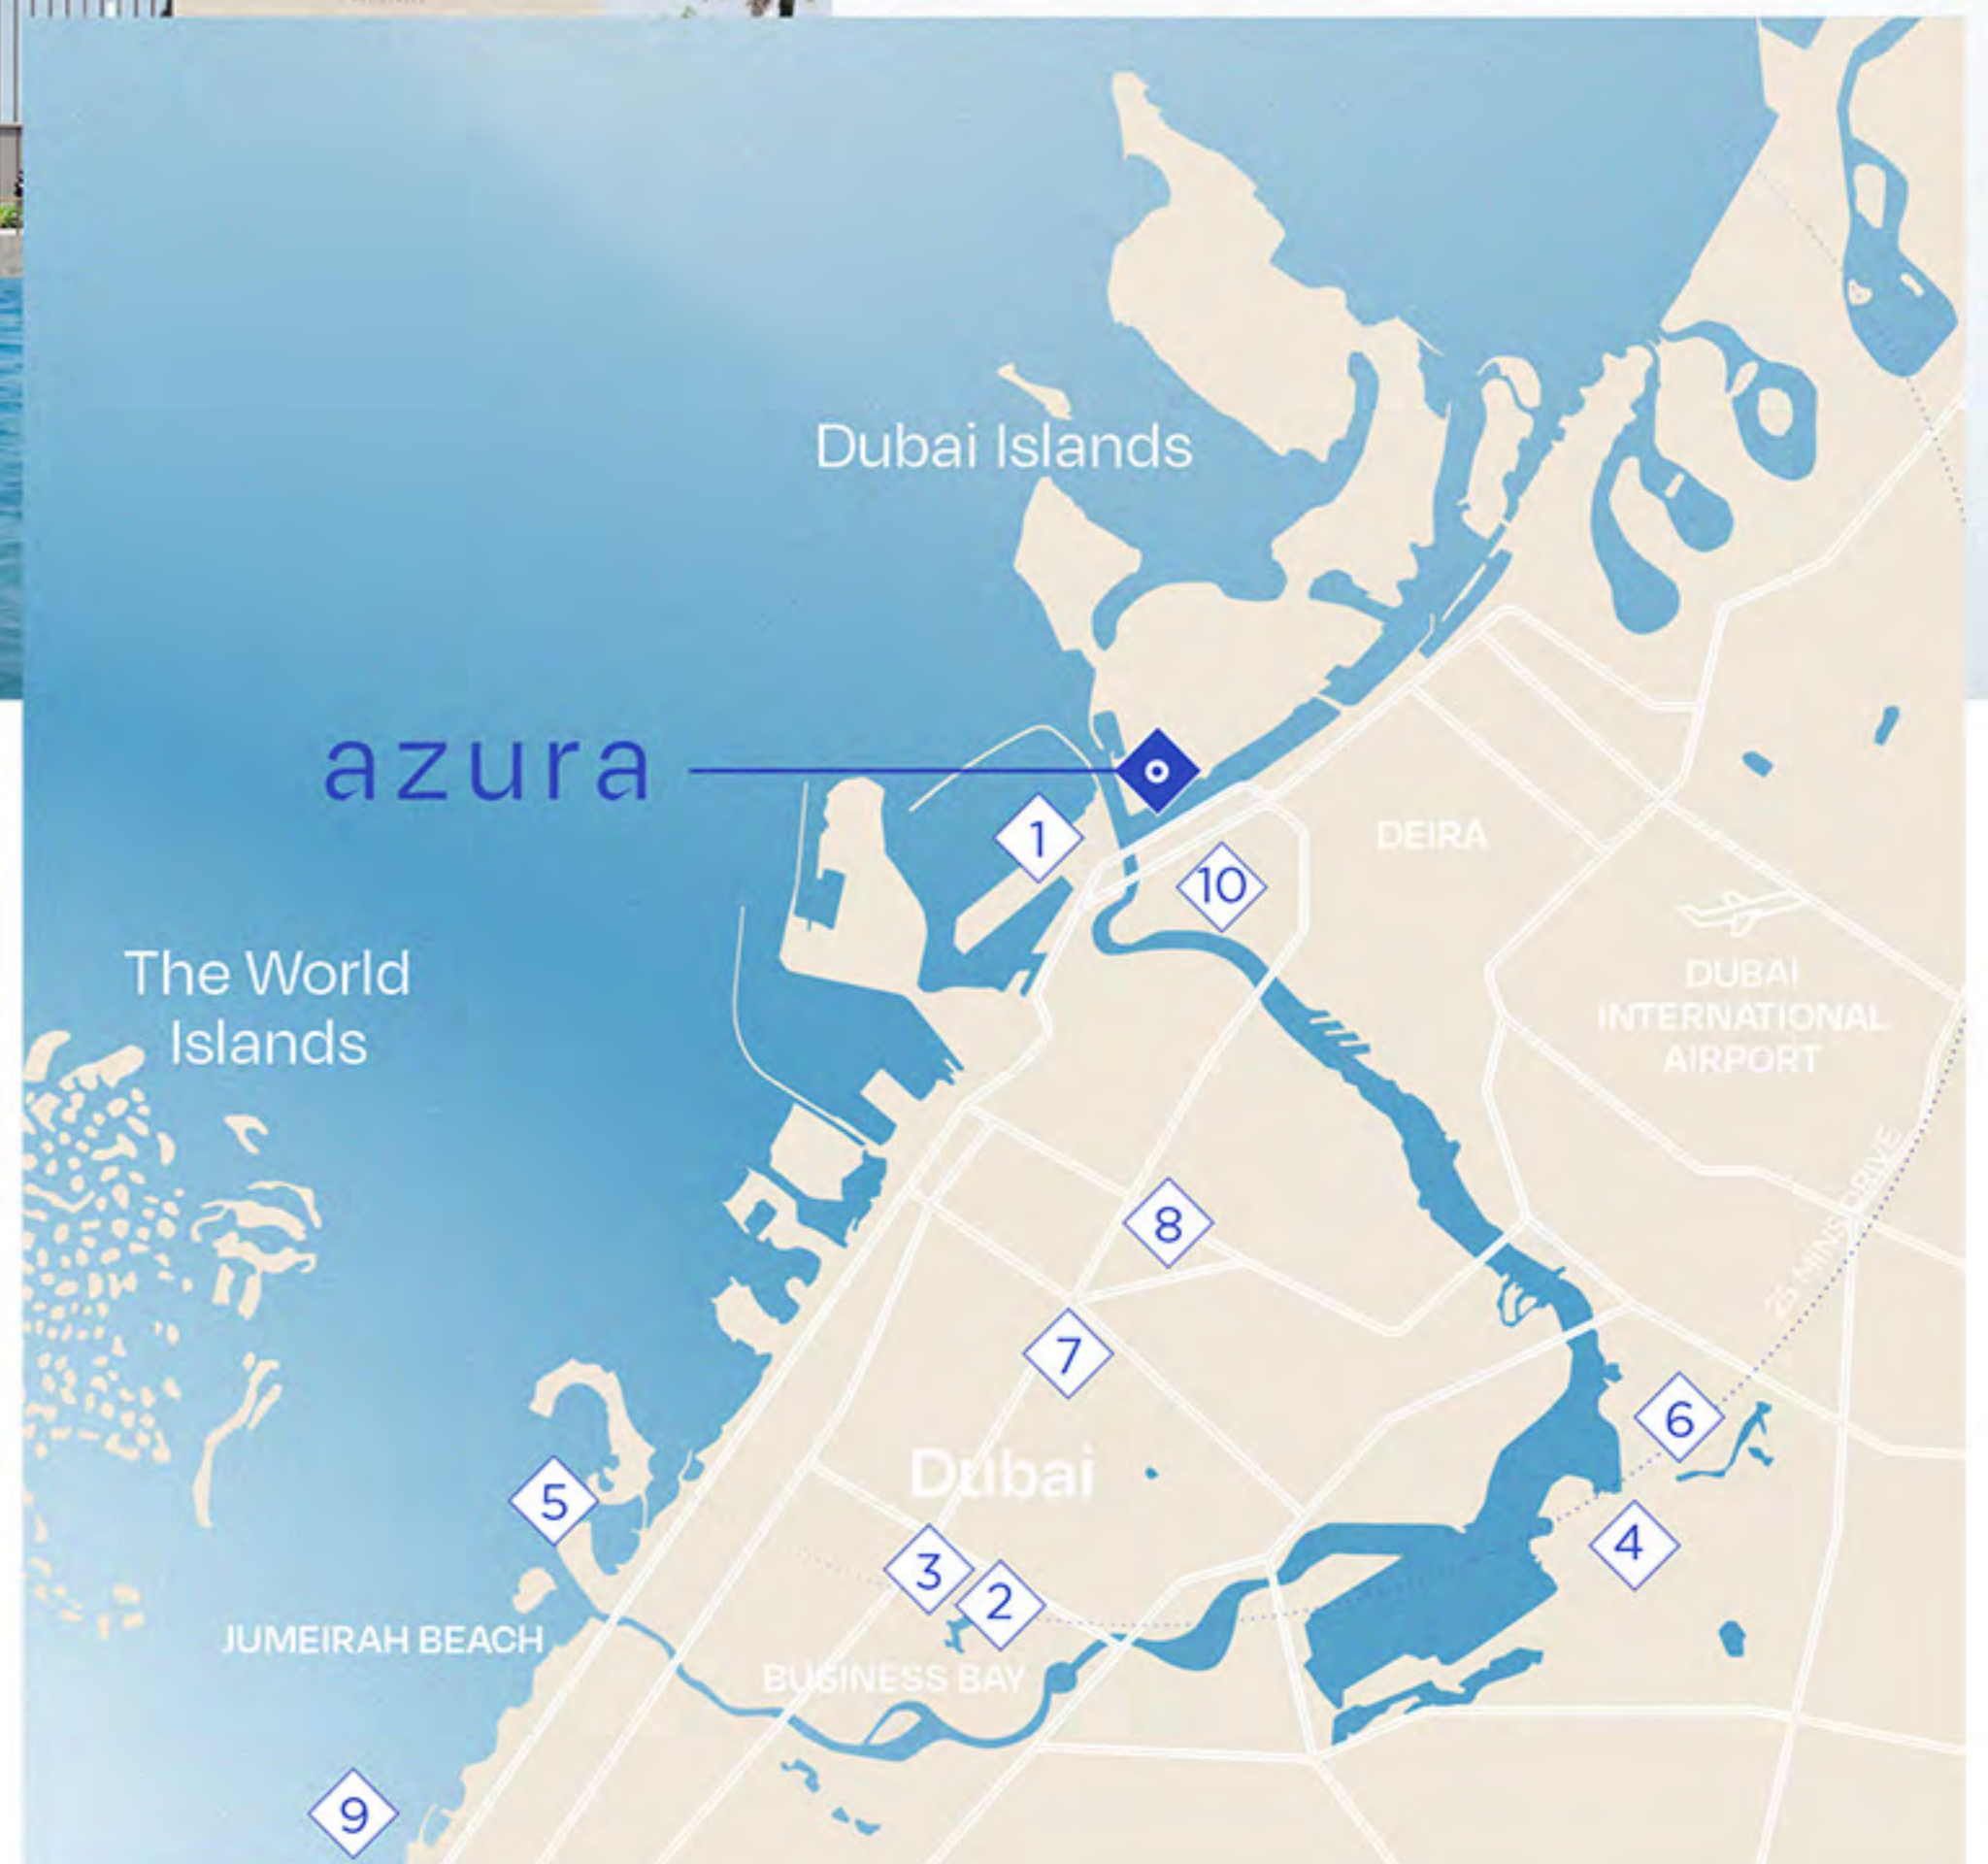 Dubai Islands
azura
1
DEIRA
10
The World
Islands
DUBAI
INTERNATIONAL
AIRPORT
25 MINS DRIVE
8
7
6
Dubai
5
4
3
2
JUMEIRAH BEACH
BUSINESS BAY
9